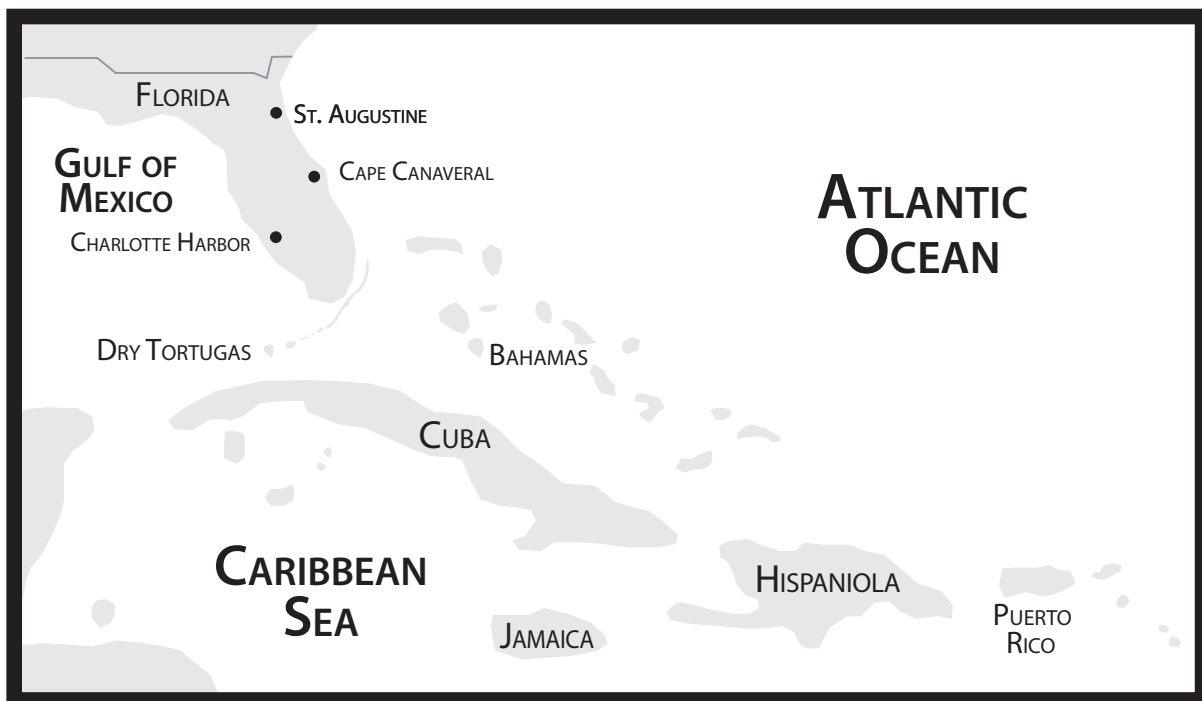 Florida
St. Augustine
Gulf of
Mexico
Cape Canaveral
Charlotte Harbor
Atlantic
Ocean
Dry Tortugas
Bahamas
Cuba
Caribbean
Sea
Hispaniola
Jamaica
Puerto
Rico